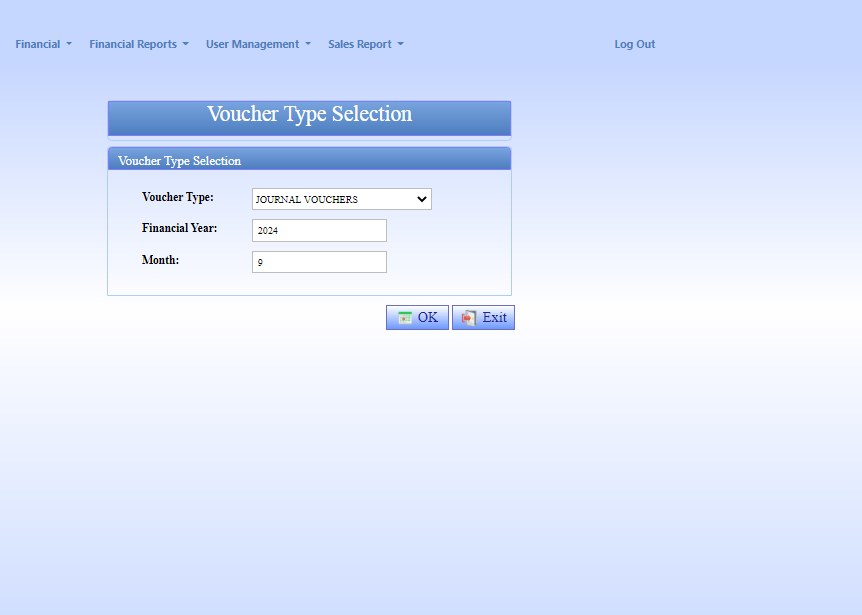 Financial Financial Reports User Management Sales Report Log Out
Voucher Type Selection
Voucher Type Selection
Voucher Type: JOURNAL VOUCHERS
Financial Year: 2024
Month: 9
OK Exit